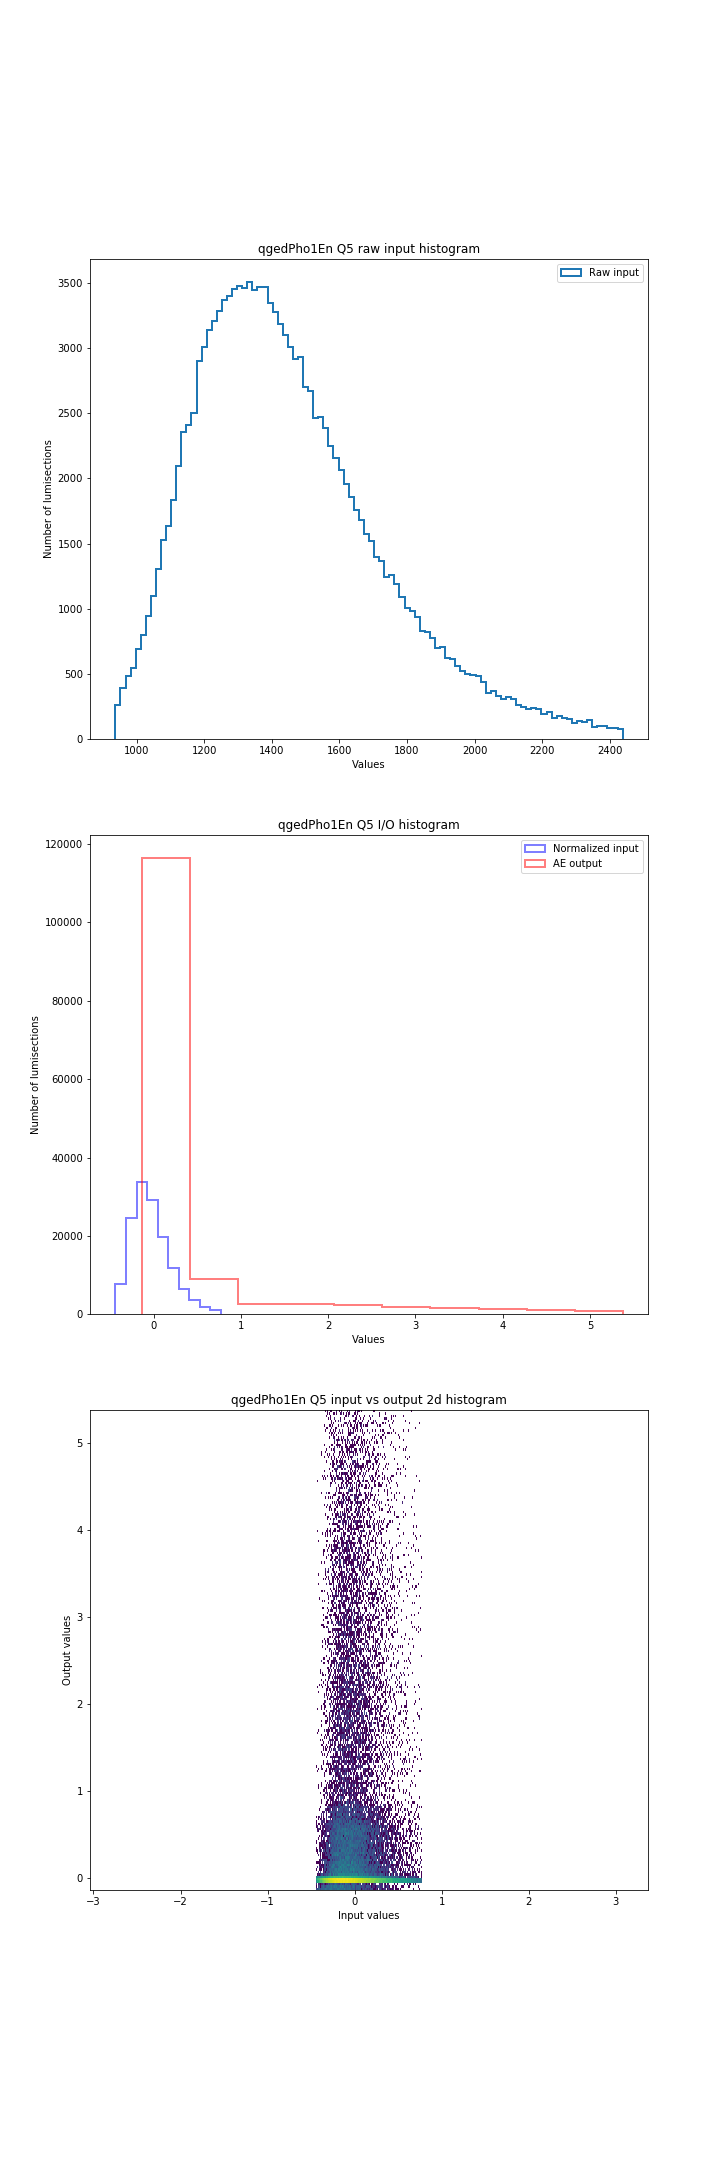 qgedPho1En Q5 raw input histogram
Raw input
3500
3000
2500
2000
1500
1000
500
0
Number of lumisections
1000 1200 1400 1600 1800 2000 2200 2400
Values
qgedPho1En Q5 I/O histogram
Normalized input
AE output
120000
100000
80000
60000
40000
20000
0
Number of lumisections
0 1 2 3 4 5
Values
qgedPho1En Q5 input vs output 2d histogram
5
4
3
2
1
0
Output values
−3 −2 −1 0 1 2 3
Input values